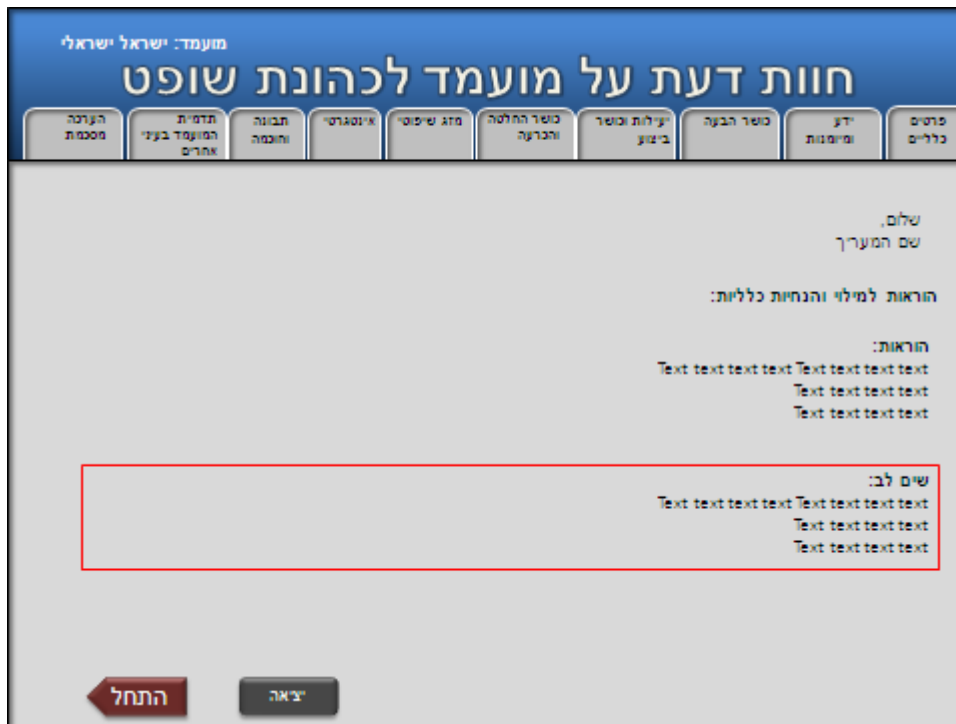 מועמד: ישראל ישראלי
חוות דעת על מועמד לכהונת שופט
פרטים
כלליים
ידע
ומיומנות
כושר הבעה
יעילות וכושר
ביצוע
כושר החלטה
והכרעה
מזג שיפוטי
אינטגרטי
תבונה
וחוכמה
תדמית
המועמד בעיני
אחרים
הערכה
מסכמת
שלום,
שם המעריך
הוראות למילוי והנחיות כלליות:
הוראות:
Text text text text Text text text text
Text text text text
Text text text text
שים לב:
Text text text text Text text text text
Text text text text
Text text text text
יציאה
התחל